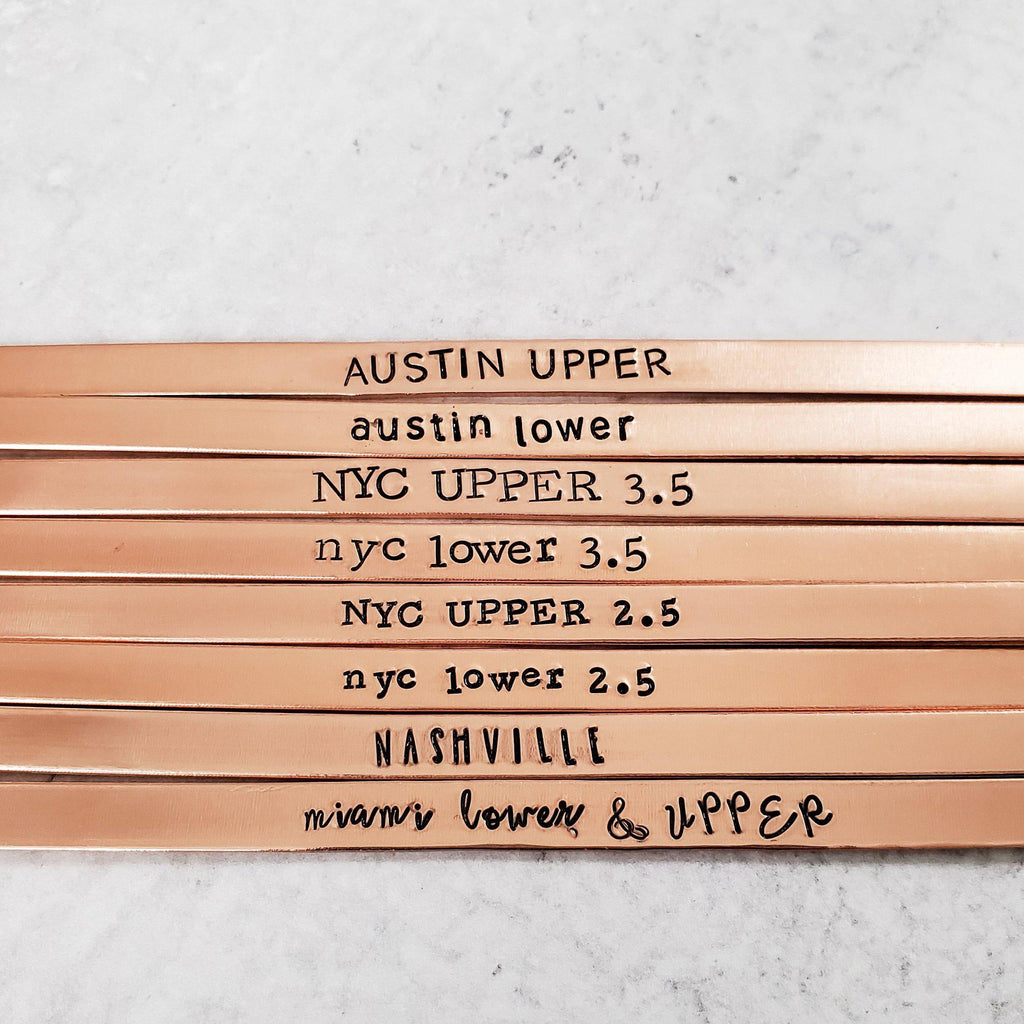 AUSTIN UPPER
austin lower
NYC UPPER 3.5
nyc lower 3.5
NYC UPPER 2.5
nyc lower 2.5
NASHVILLE
miami lower & UPPER